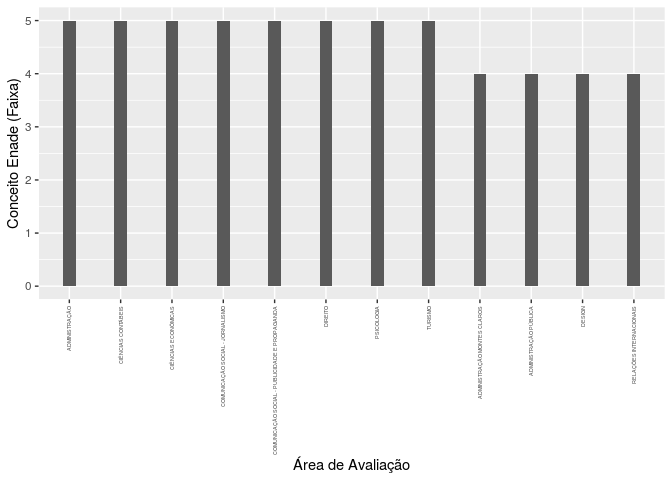 Conceito Enade (Faixa)
5
4
3
2
1
0
ADMINISTRAÇÃO
CIÊNCIAS CONTÁBEIS
CIÊNCIAS ECONÔMICAS
COMUNICAÇÃO SOCIAL - JORNALISMO
COMUNICAÇÃO SOCIAL - PUBLICIDADE E PROPAGANDA
DIREITO
PSICOLOGIA
TURISMO
ADMINISTRAÇÃO MONTES CLAROS
ADMINISTRAÇÃO PÚBLICA
DESIGN
RELAÇÕES INTERNACIONAIS
Área de Avaliação